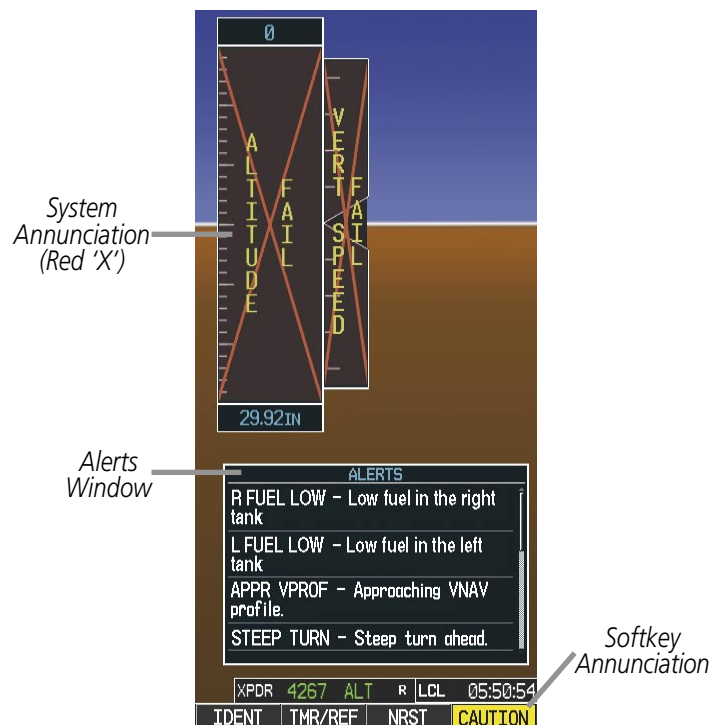 0
ALTITUDE FAIL
VERT SPEED FAIL
System
Annunciation
(Red ‘X’)
29.92IN
Alerts
Window
ALERTS
R FUEL LOW – Low fuel in the right
tank
L FUEL LOW – Low fuel in the left
tank
APPR VPROF – Approaching VNAV
profile.
STEEP TURN – Steep turn ahead.
Softkey
Annunciation
XPDR 4267 ALT R LCL 05:50:54
IDENT TMR/REF NRST CAUTION